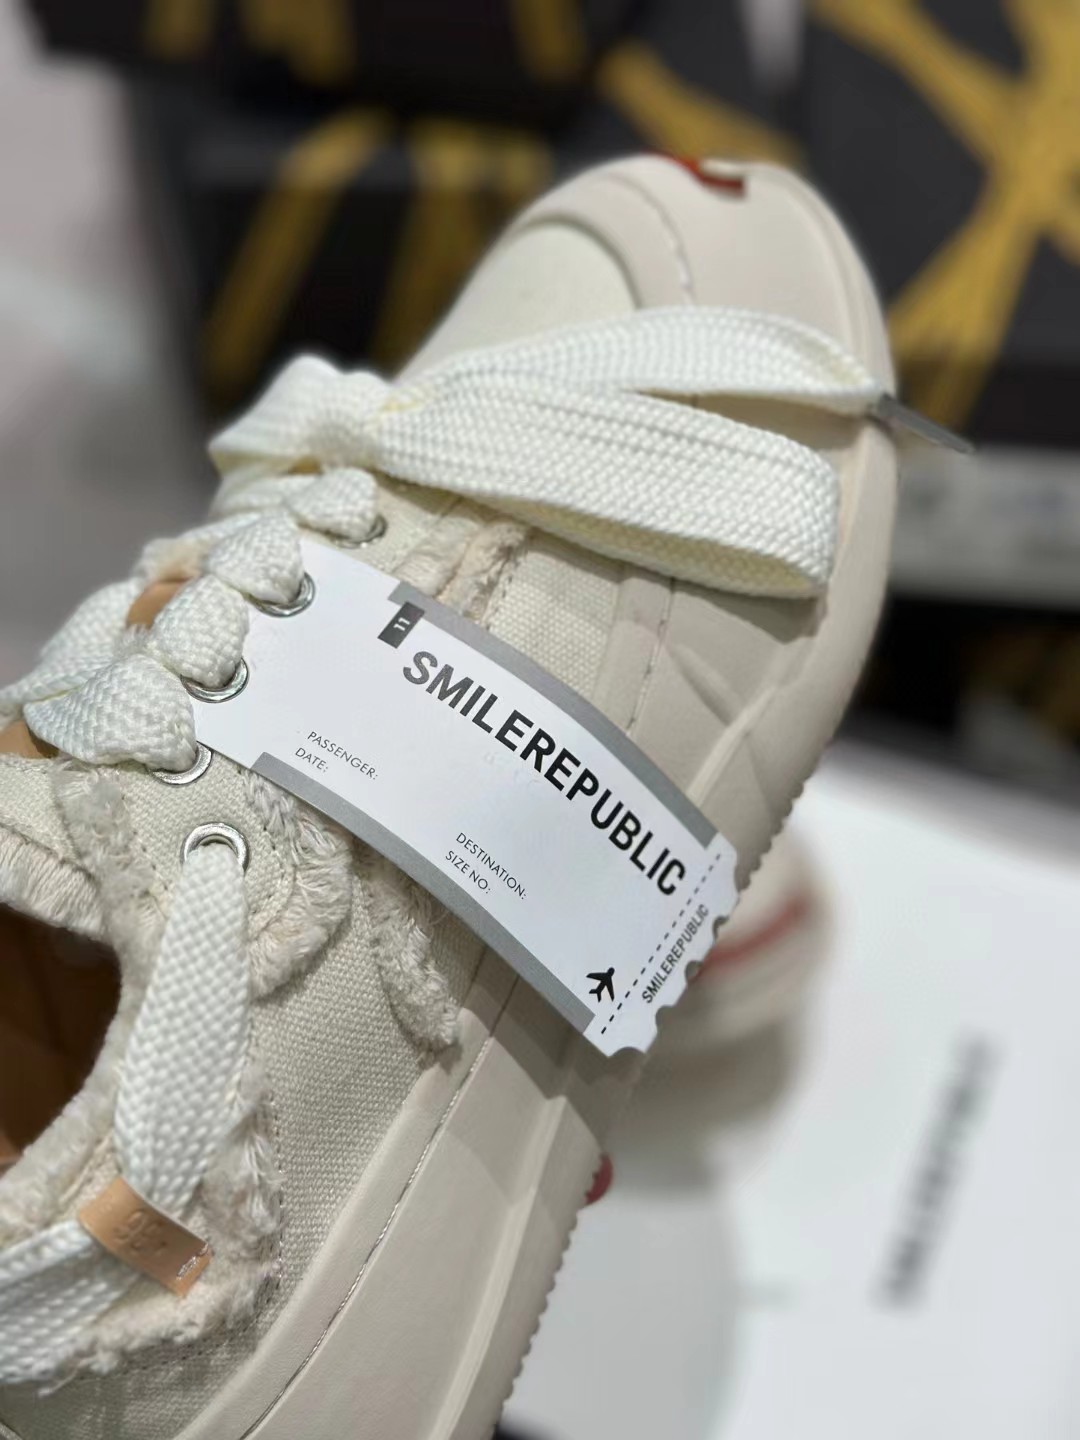 SMILEREPUBLIC
PASSENGER:
DATE:
DESTINATION:
SIZE NO:
SMILEREPUBLIC